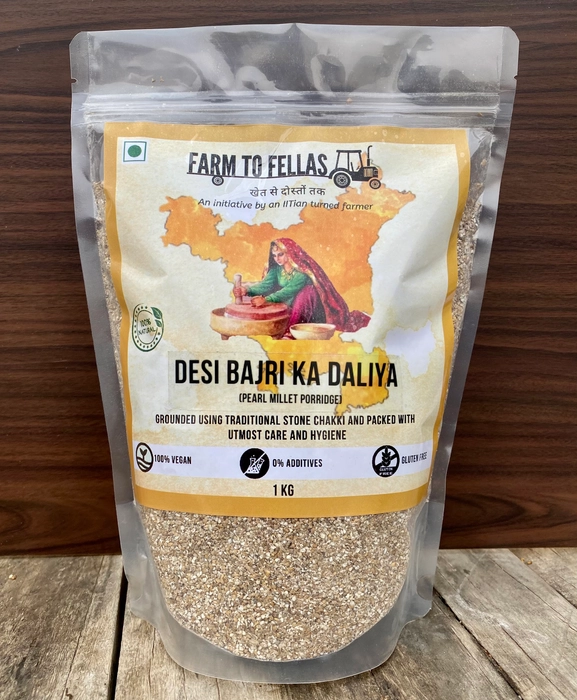 FARM TO FELLAS
खेत से दोस्तों तक
An initiative by an IITian turned farmer
100%
NATURAL
DESI BAJRI KA DALIYA
(PEARL MILLET PORRIDGE)
GROUNDED USING TRADITIONAL STONE CHAKKI AND PACKED WITH
UTMOST CARE AND HYGIENE
100% VEGAN
0% ADDITIVES
GLUTEN FREE
GLUTEN FREE
1 KG